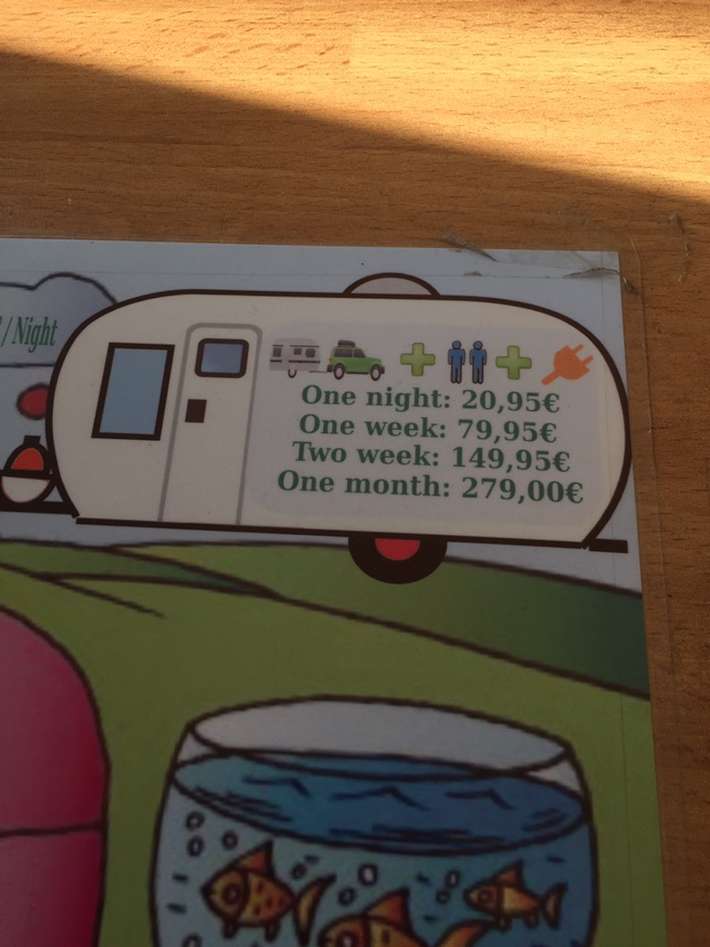 / Night
One night: 20,95€
One week: 79,95€
Two week: 149,95€
One month: 279,00€